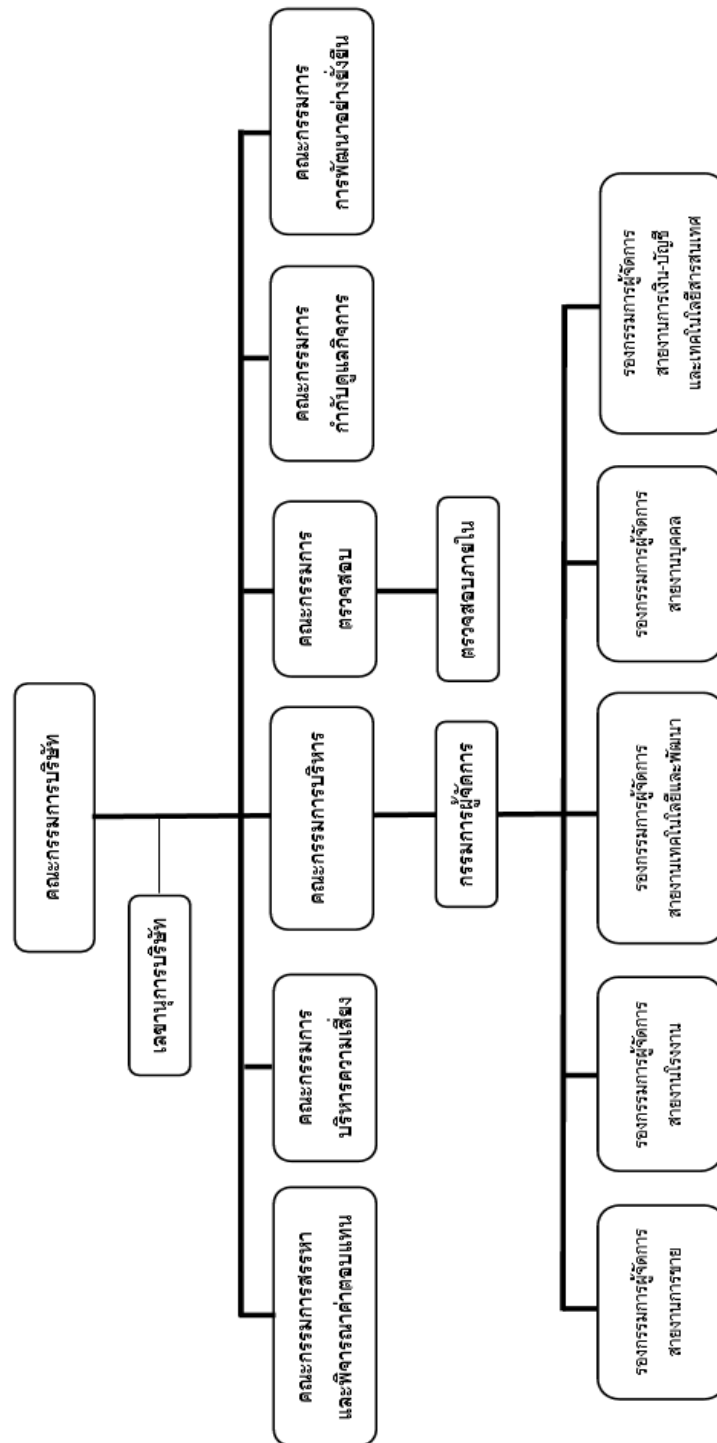 คณะกรรมการบริษัท
เลขานุการบริษัท
คณะกรรมการสรรหา
และพิจารณาค่าตอบแทน
คณะกรรมการ
บริหารความเสี่ยง
คณะกรรมการบริหาร
คณะกรรมการ
ตรวจสอบ
คณะกรรมการ
กำกับดูแลกิจการ
คณะกรรมการ
การพัฒนาอย่างยั่งยืน
กรรมการผู้จัดการ
ตรวจสอบภายใน
รองกรรมการผู้จัดการ
สายงานการขาย
รองกรรมการผู้จัดการ
สายงานโรงงาน
รองกรรมการผู้จัดการ
สายงานเทคโนโลยีและพัฒนา
รองกรรมการผู้จัดการ
สายงานบุคคล
รองกรรมการผู้จัดการ
สายงานการเงิน-บัญชี
และเทคโนโลยีสารสนเทศ